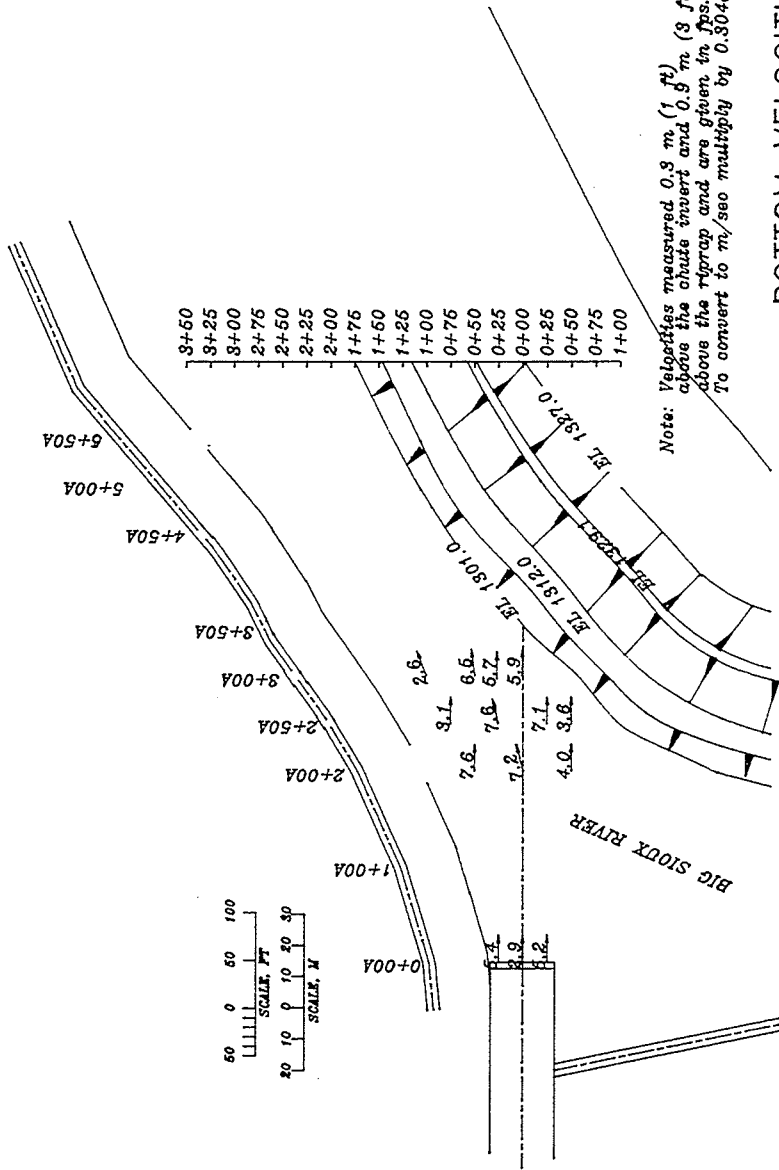 3+50
3+25
3+00
2+75
2+50
2+25
2+00
1+75
1+50
1+25
1+00
0+75
0+50
0+25
0+00
0+25
0+50
0+75
1+00
5+50A
5+00A
4+50A
3+50A
3+00A
2+50A
2+00A
1+00A
0+00A
50 0 50 100
SCALE, FT
20 10 0 10 20 30
SCALE, M
EL 1301.0
EL 1312.0
EL 1323.1
EL 1327.0
2.6
3.1 6.5
7.6 7.6 5.7
7.2 5.9
7.1
4.0 3.6
BIG SIOUX RIVER
Note: Velocities measured 0.3 m (1 ft)
above the chute invert and 0.9 m (3 ft
above the riprap and are given in fps.
To convert to m/sec multiply by
BOTTOM